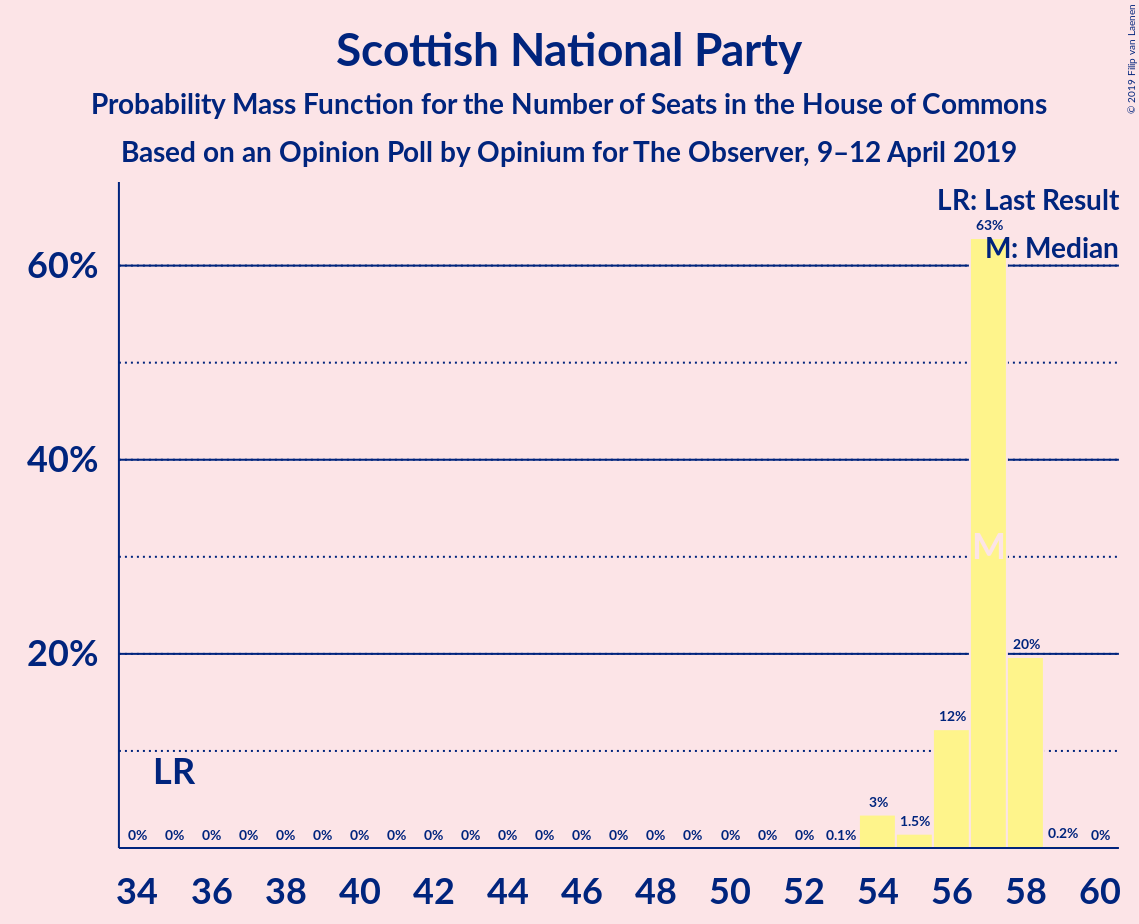 Scottish National Party
Probability Mass Function for the Number of Seats in the House of Commons
Based on an Opinion Poll by Opinium for The Observer, 9–12 April 2019
© 2019 Filip van Laenen
LR: Last Result
63%
M: Median
60%
40%
M
20%
20%
12%
LR
3%
1.5%
0% 0% 0% 0% 0% 0% 0% 0% 0% 0% 0% 0% 0% 0% 0% 0% 0% 0% 0% 0.1% 0.2% 0%
34 36 38 40 42 44 46 48 50 52 54 56 58 60